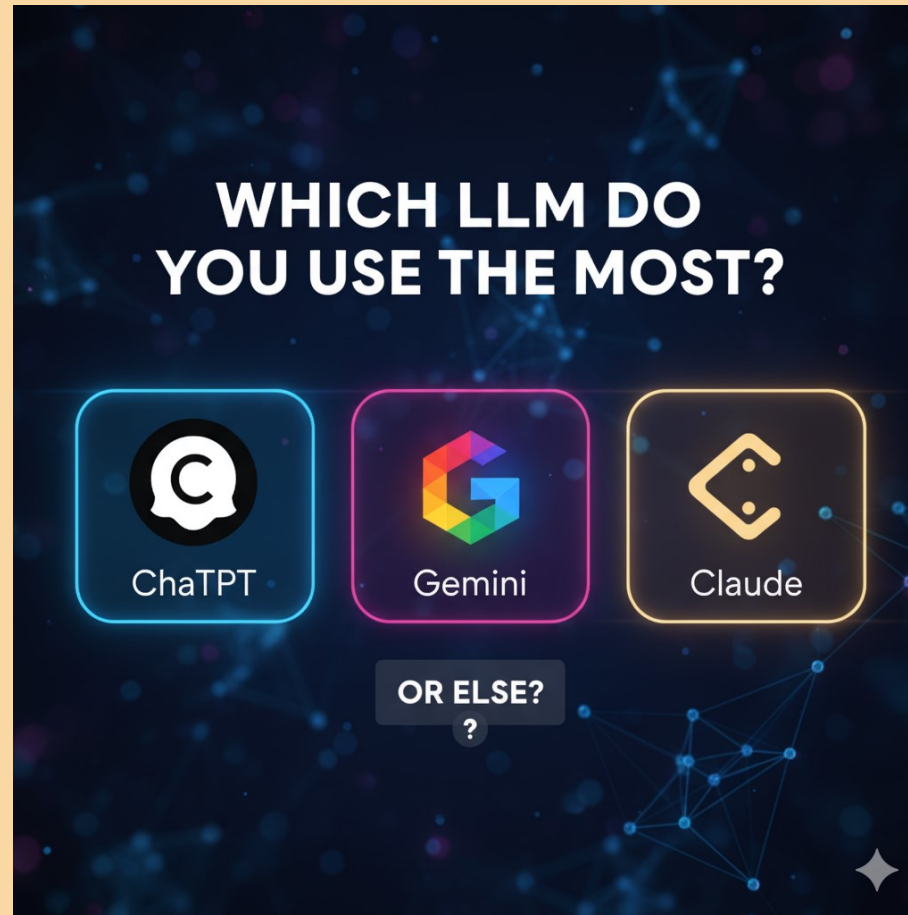 WHICH LLM DO
YOU USE THE MOST?
C
G
ChaTPT
Gemini
Claude
OR ELSE?
?